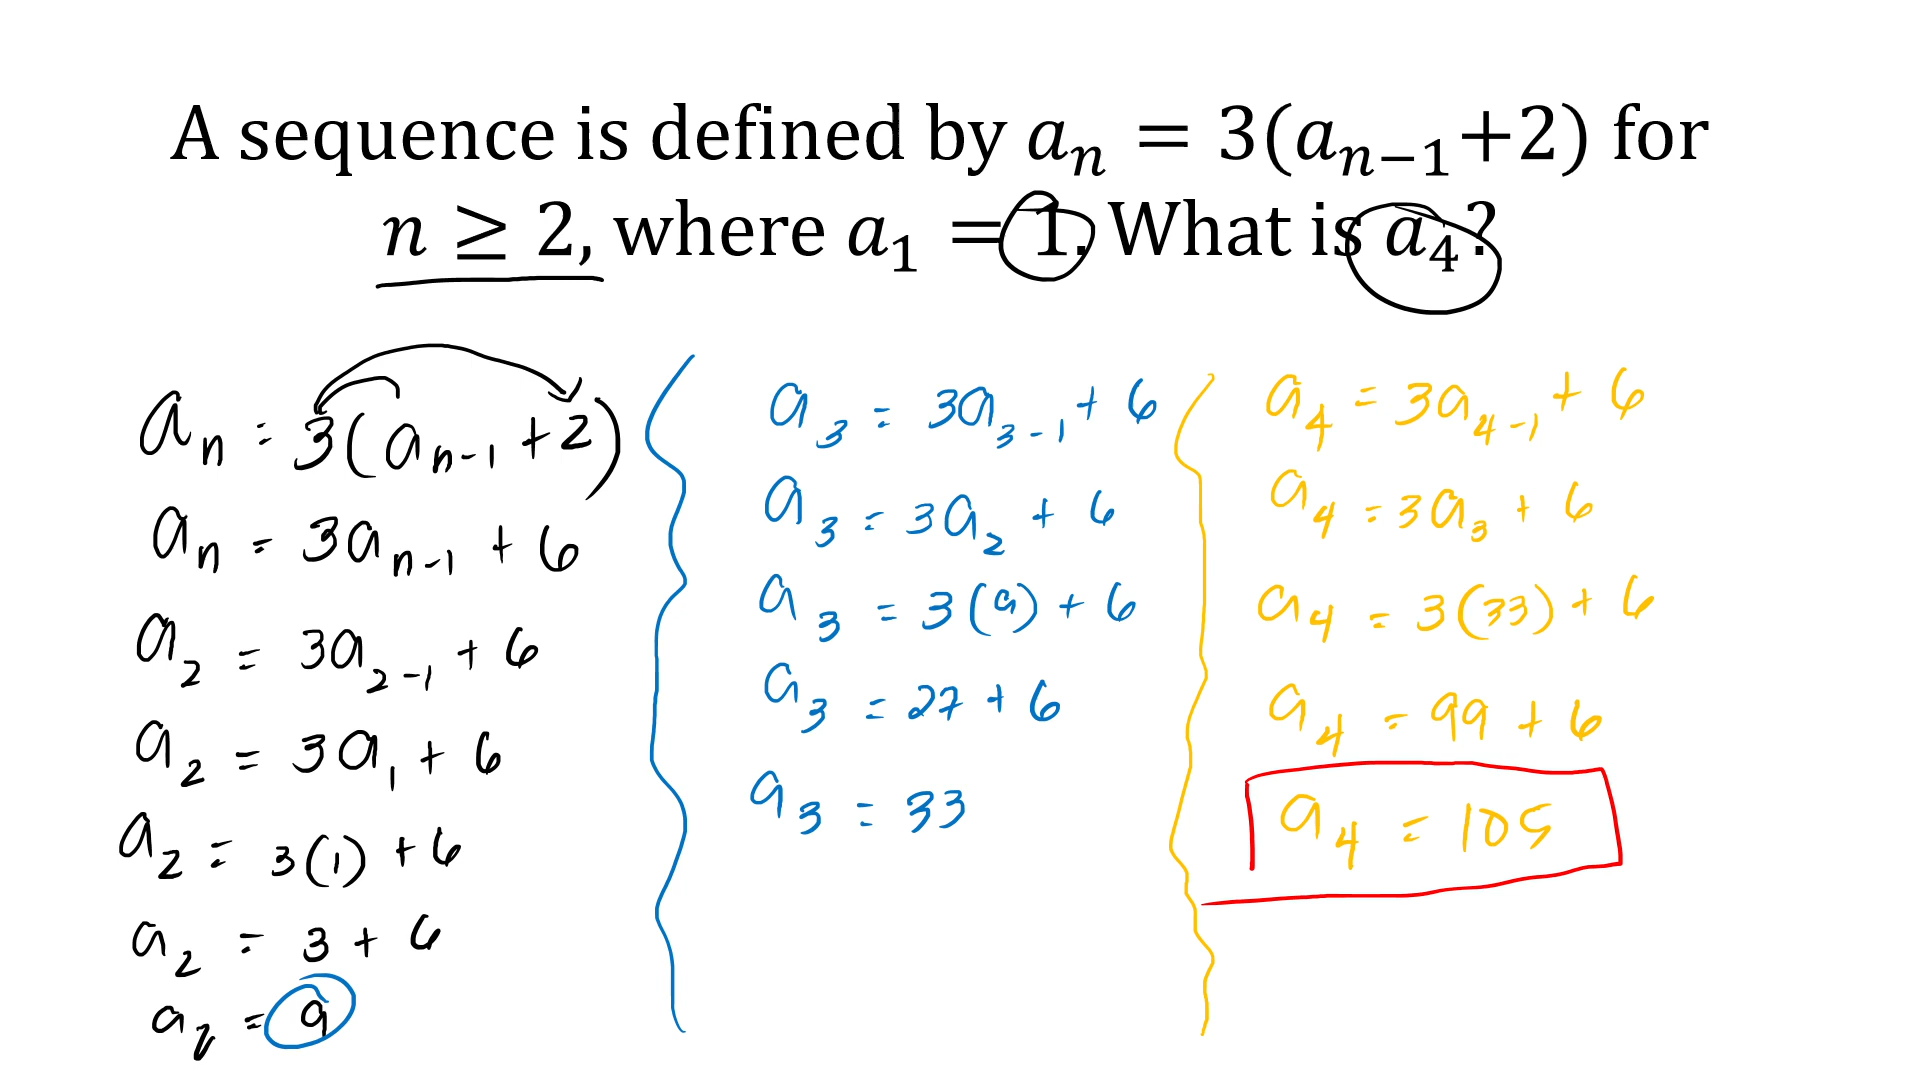 A sequence is defined by aₙ = 3(aₙ₋₁+2) for
n ≥ 2, where a₁ = 1. What is a₄?
aₙ = 3(aₙ₋₁ + 2)
aₙ = 3aₙ₋₁ + 6
a₂ = 3a₂₋₁ + 6
a₂ = 3a₁ + 6
a₂ = 3(1) + 6
a₂ = 3 + 6
a₂ = 9
a₃ = 3a₃₋₁ + 6
a₃ = 3a₂ + 6
a₃ = 3(9) + 6
a₃ = 27 + 6
a₃ = 33
a₄ = 3a₄₋₁ + 6
a₄ = 3a₃ + 6
a₄ = 3(33) + 6
a₄ = 99 + 6
a₄ = 105